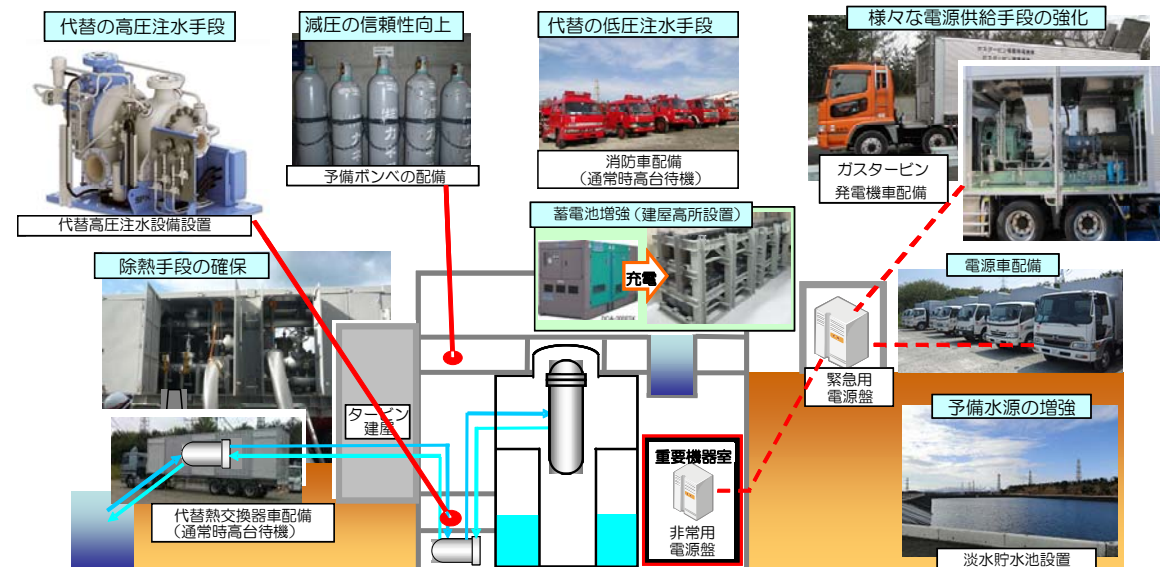 代替の高圧注水手段
減圧の信頼性向上
代替の低圧注水手段
様々な電源供給手段の強化
予備ボンベの配備
消防車配備
(通常時高台待機)
ガスタービン
発電機車配備
代替高圧注水設備設置
蓄電池増強(建屋高所設置)
充電
除熱手段の確保
電源車配備
緊急用
電源盤
タービン
建屋
予備水源の増強
重要機器室
非常用
電源盤
代替熱交換器車配備
(通常時高台待機)
淡水貯水池設置